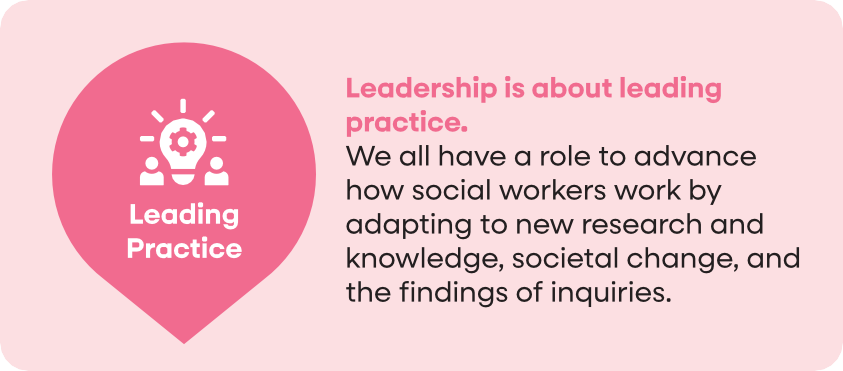 Leading
Practice
Leadership is about leading
practice.
We all have a role to advance
how social workers work by
adapting to new research and
knowledge, societal change, and
the findings of inquiries.